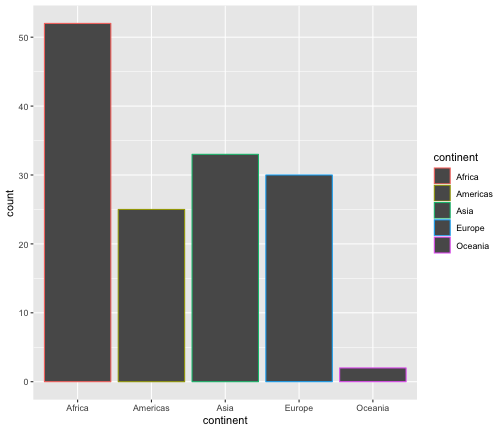 50
40
30
20
10
0
count
Africa Americas Asia Europe Oceania
continent
continent
Africa
Americas
Asia
Europe
Oceania